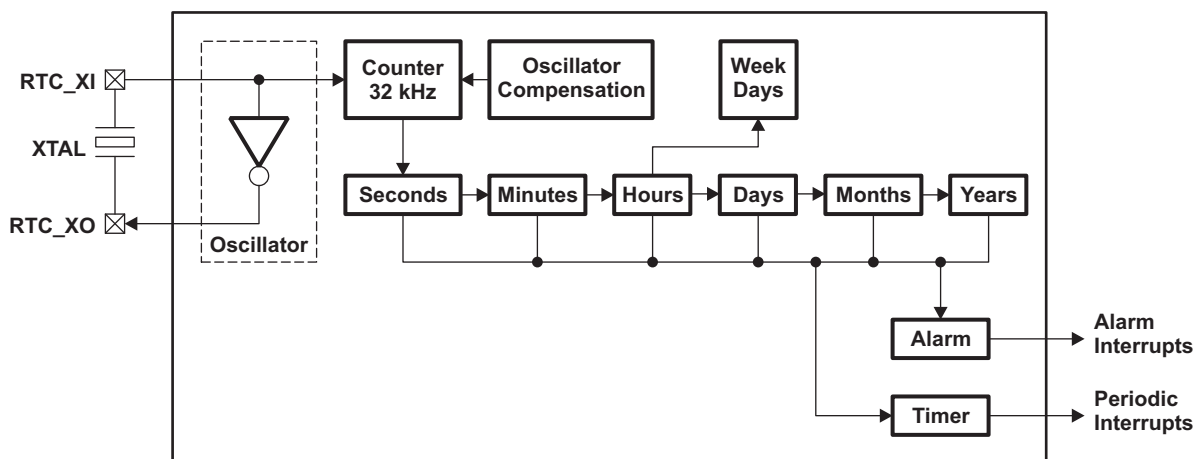 RTC_XI
XTAL
RTC_XO
Oscillator
Counter
32 kHz
Oscillator
Compensation
Week
Days
Seconds
Minutes
Hours
Days
Months
Years
Alarm
Alarm
Interrupts
Timer
Periodic
Interrupts